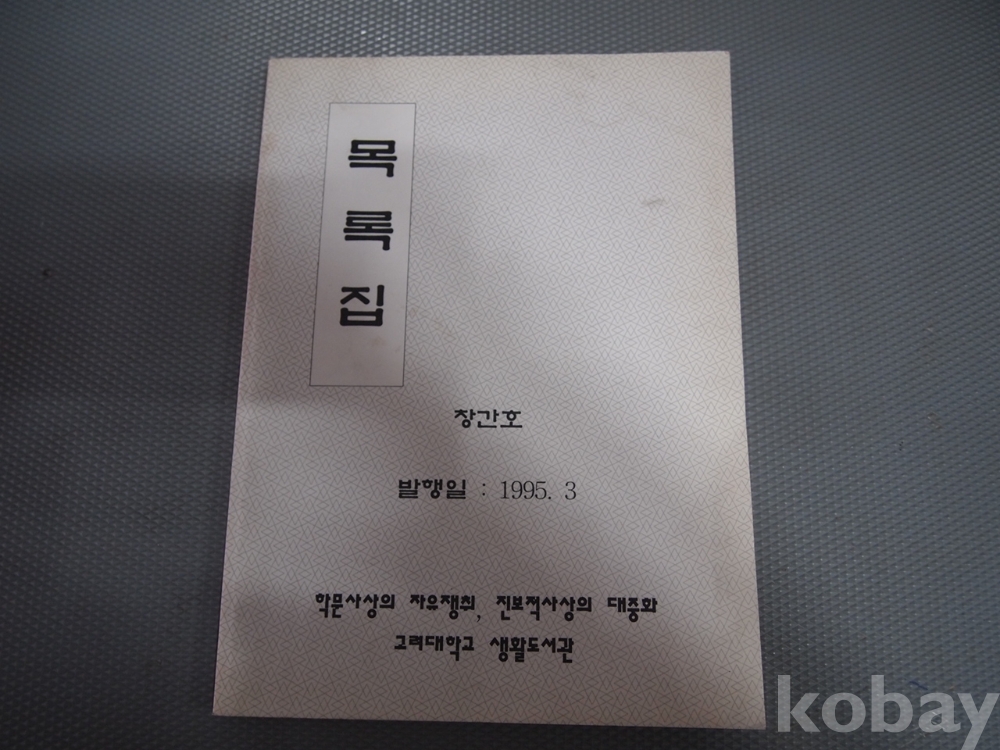 목록집
창간호
발행일 : 1995. 3
학문사상의 자유쟁취, 진보적사상의 대중화
고려대학교 생활도서관
kobay